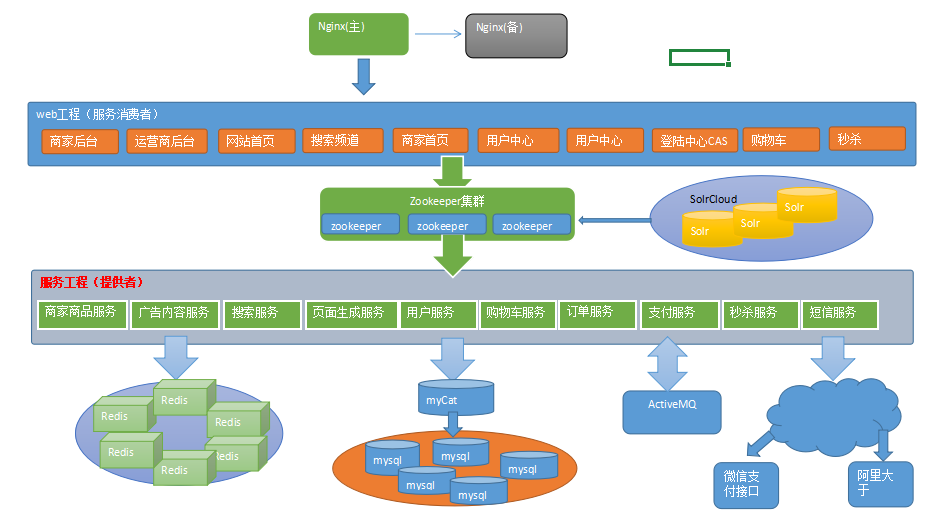 Nginx(主)
Nginx(备)
web工程（服务消费者）
商家后台
运营商后台
网站首页
搜索频道
商家首页
用户中心
用户中心
登陆中心CAS
购物车
秒杀
Zookeeper集群
zookeeper
zookeeper
zookeeper
SolrCloud
Solr
Solr
Solr
服务工程（提供者）
商家商品服务
广告内容服务
搜索服务
页面生成服务
用户服务
购物车服务
订单服务
支付服务
秒杀服务
短信服务
Redis
Redis
Redis
Redis
Redis
Redis
myCat
mysql
mysql
mysql
mysql
mysql
ActiveMQ
微信支
付接口
阿里大
于